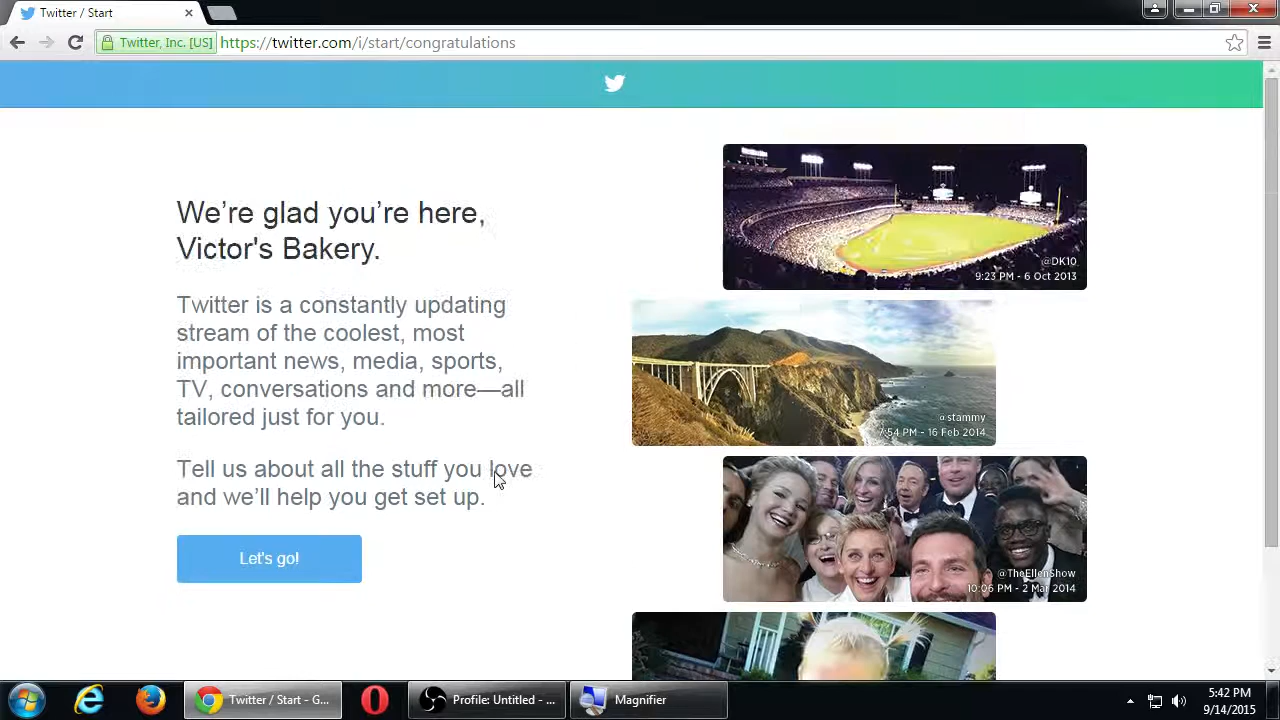 Twitter / Start
Twitter, Inc. [US]
https://twitter.com/i/start/congratulations
We're glad you're here,
Victor's Bakery.
Twitter is a constantly updating
stream of the coolest, most
important news, media, sports,
TV, conversations and more—all
tailored just for you.
Tell us about all the stuff you love
and we'll help you get set up.
Let's go!
@DK10
9:23 PM - 6 Oct 2013
@stammy
7:54 PM - 16 Feb 2014
@TheEllenShow
10:06 PM - 2 Mar 2014
Twitter / Start - G...
Profile: Untitled - ...
Magnifier
5:42 PM
9/14/2015